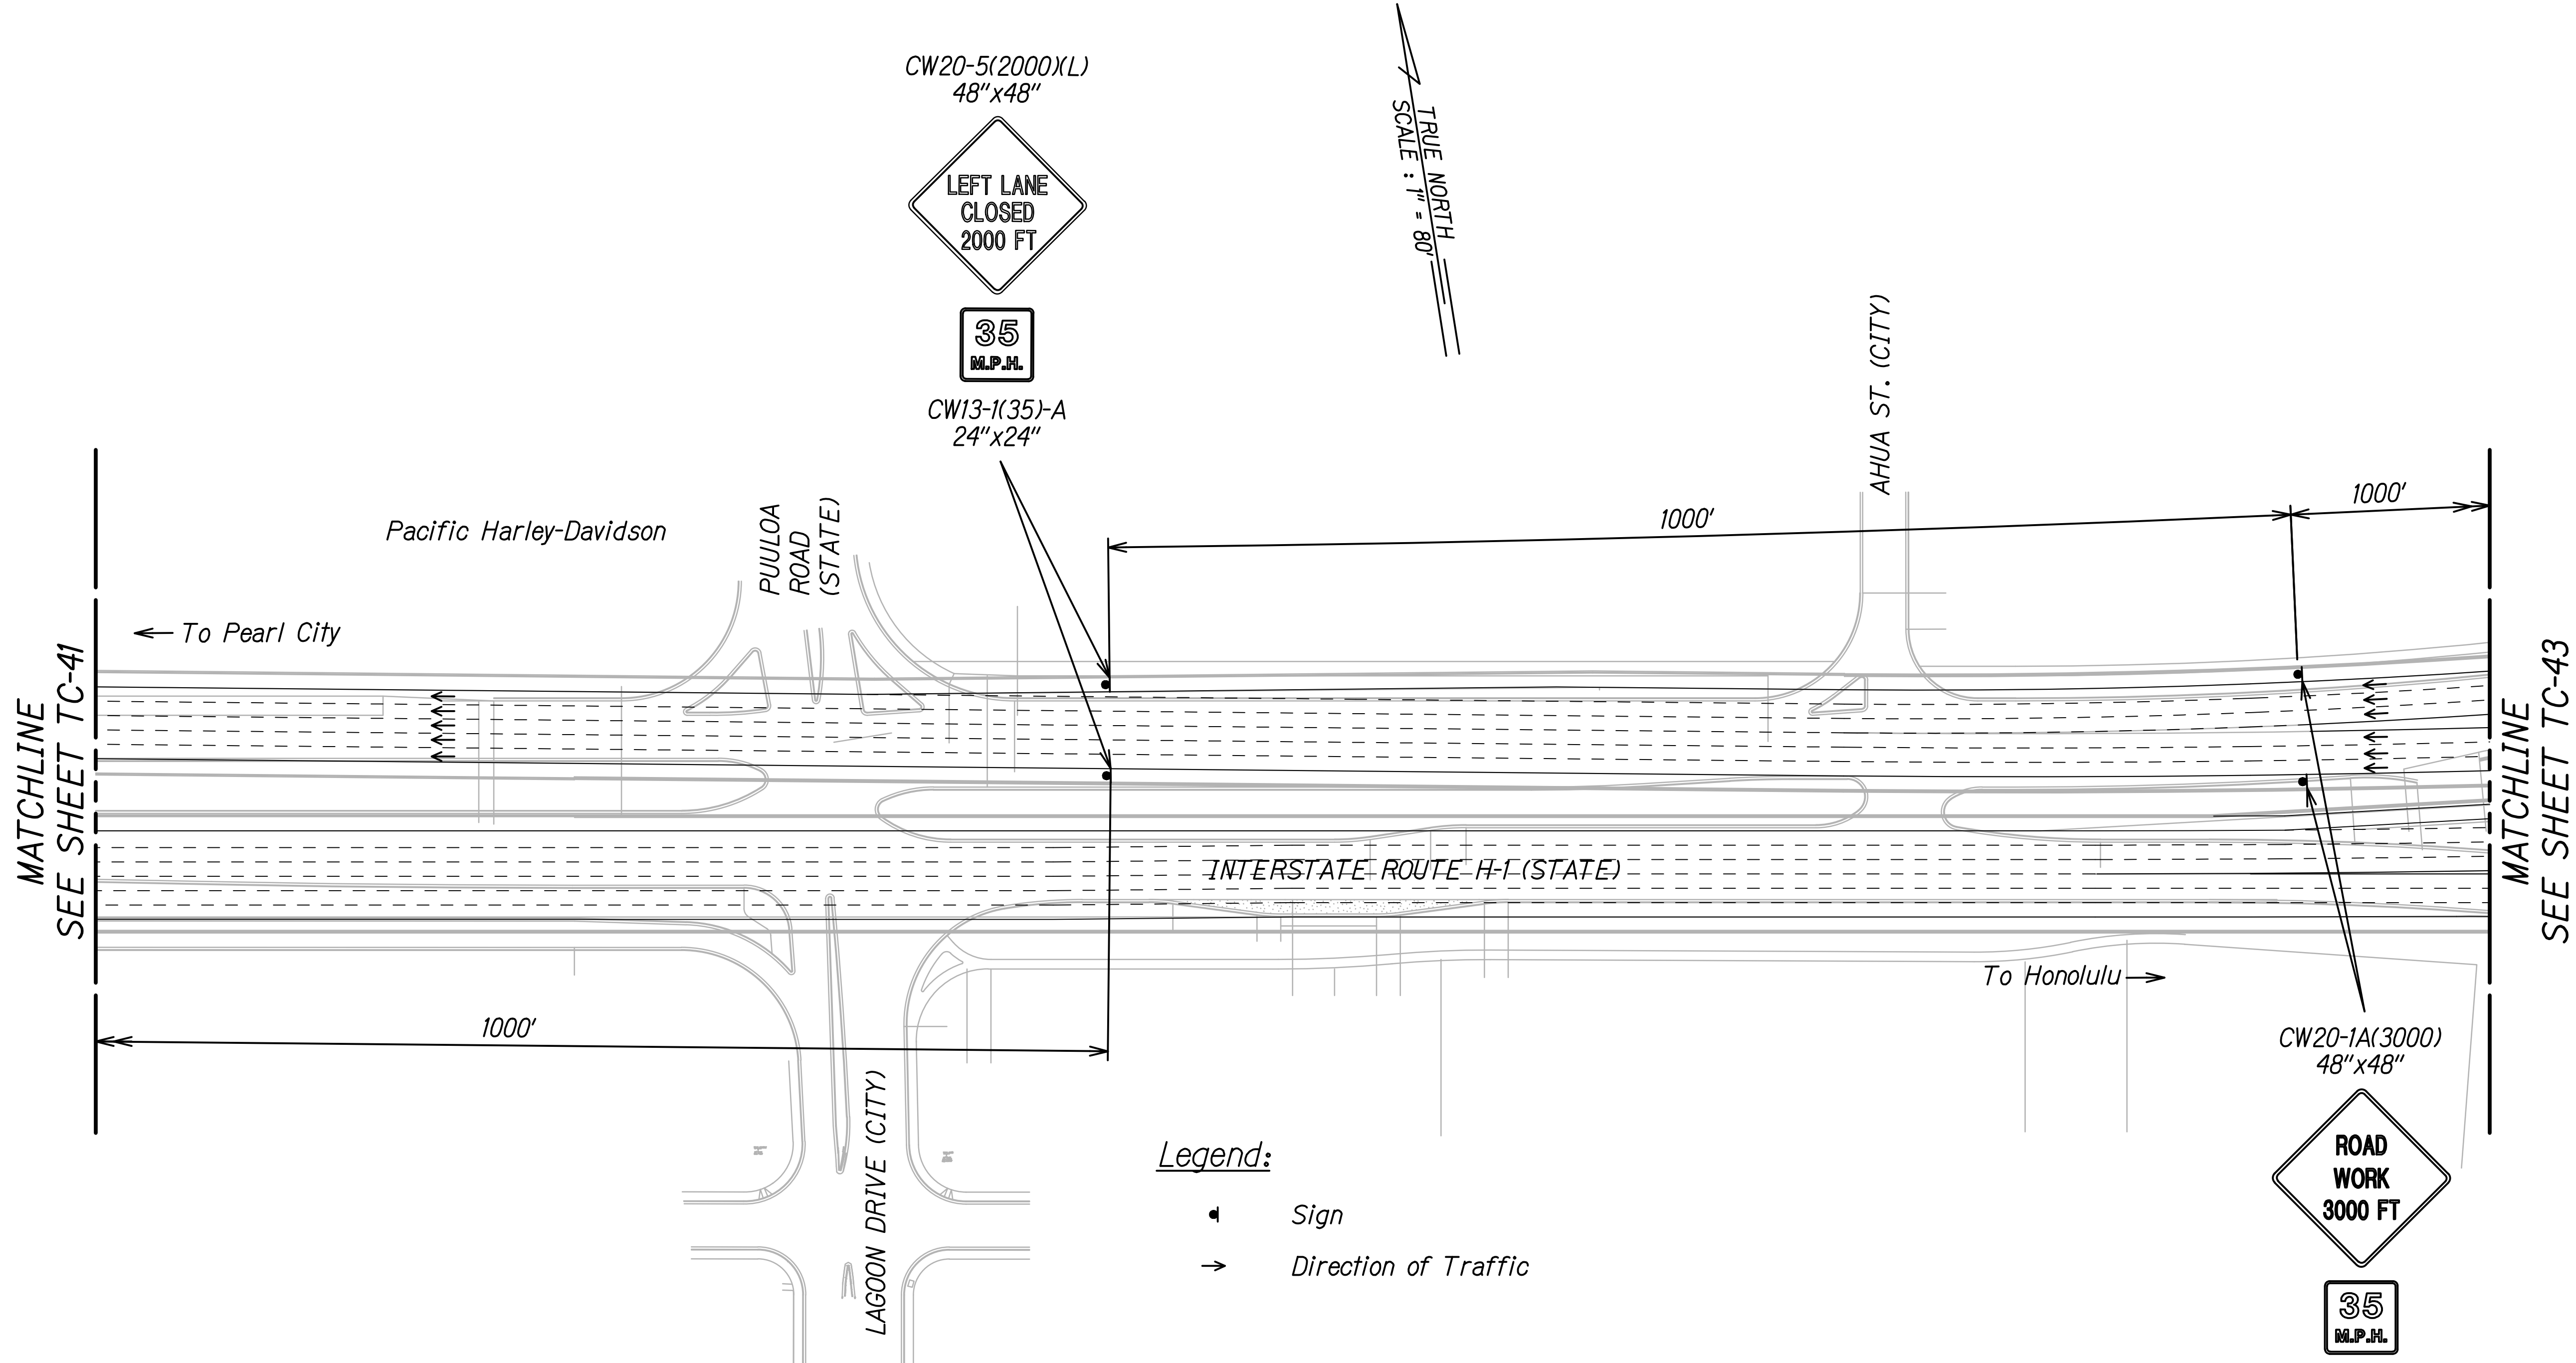 CW20-5(2000)(L)
48"x48"
LEFT LANE
CLOSED
2000 FT
35
M.P.H.
CW13-1(35)-A
24"x24"
TRUE NORTH
SCALE : 1" = 80'
AHUA ST. (CITY)
1000'
1000'
Pacific Harley-Davidson
PUULOA
ROAD
(STATE)
To Pearl City
MATCHLINE
SEE SHEET TC-41
MATCHLINE
SEE SHEET TC-43
INTERSTATE ROUTE H-1 (STATE)
To Honolulu
1000'
LAGOON DRIVE (CITY)
CW20-1A(3000)
48"x48"
ROAD
WORK
3000 FT
35
M.P.H.
Legend:
Sign
Direction of Traffic